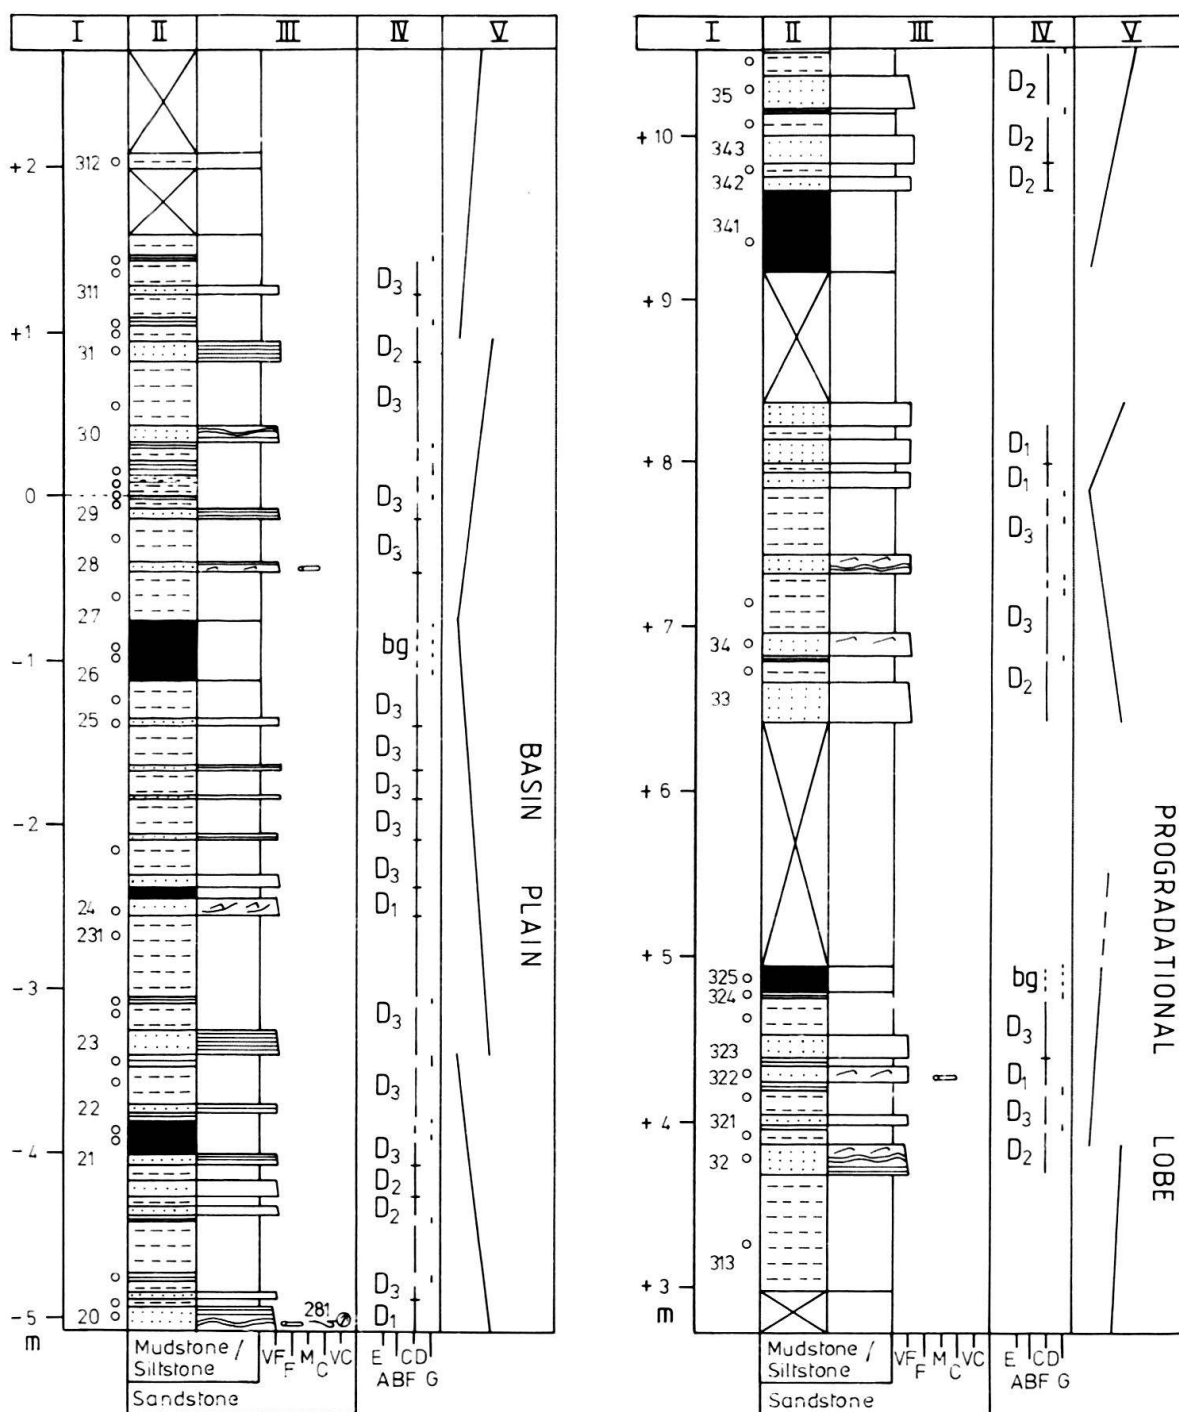 I II III IV V
+2
312
311 D3
+1
31 D2
D3
30
0 D3
29
D3
28
27
-1 bg
26
D3
25
D3
D3
-2
D3
D3
24 D1
231
-3
D3
23
D3
22
-4 D3
21
D2
D2
D3
281
20 D1
-5
m
BASIN PLAIN
Mudstone / Siltstone
Sandstone
VF F M C VC
E CD
ABF G
I II III IV V
35 D2
+10
343 D2
342 D2
341
+9
+8 D1
D1
D3
+7 D3
34
D2
33
+6
+5
325 bg
324
323 D3
322 D1
321 D3
+4
32 D2
313
+3
m
PROGRADATIONAL LOBE
Mudstone / Siltstone
Sandstone
VF F M C VC
E CD
ABF G